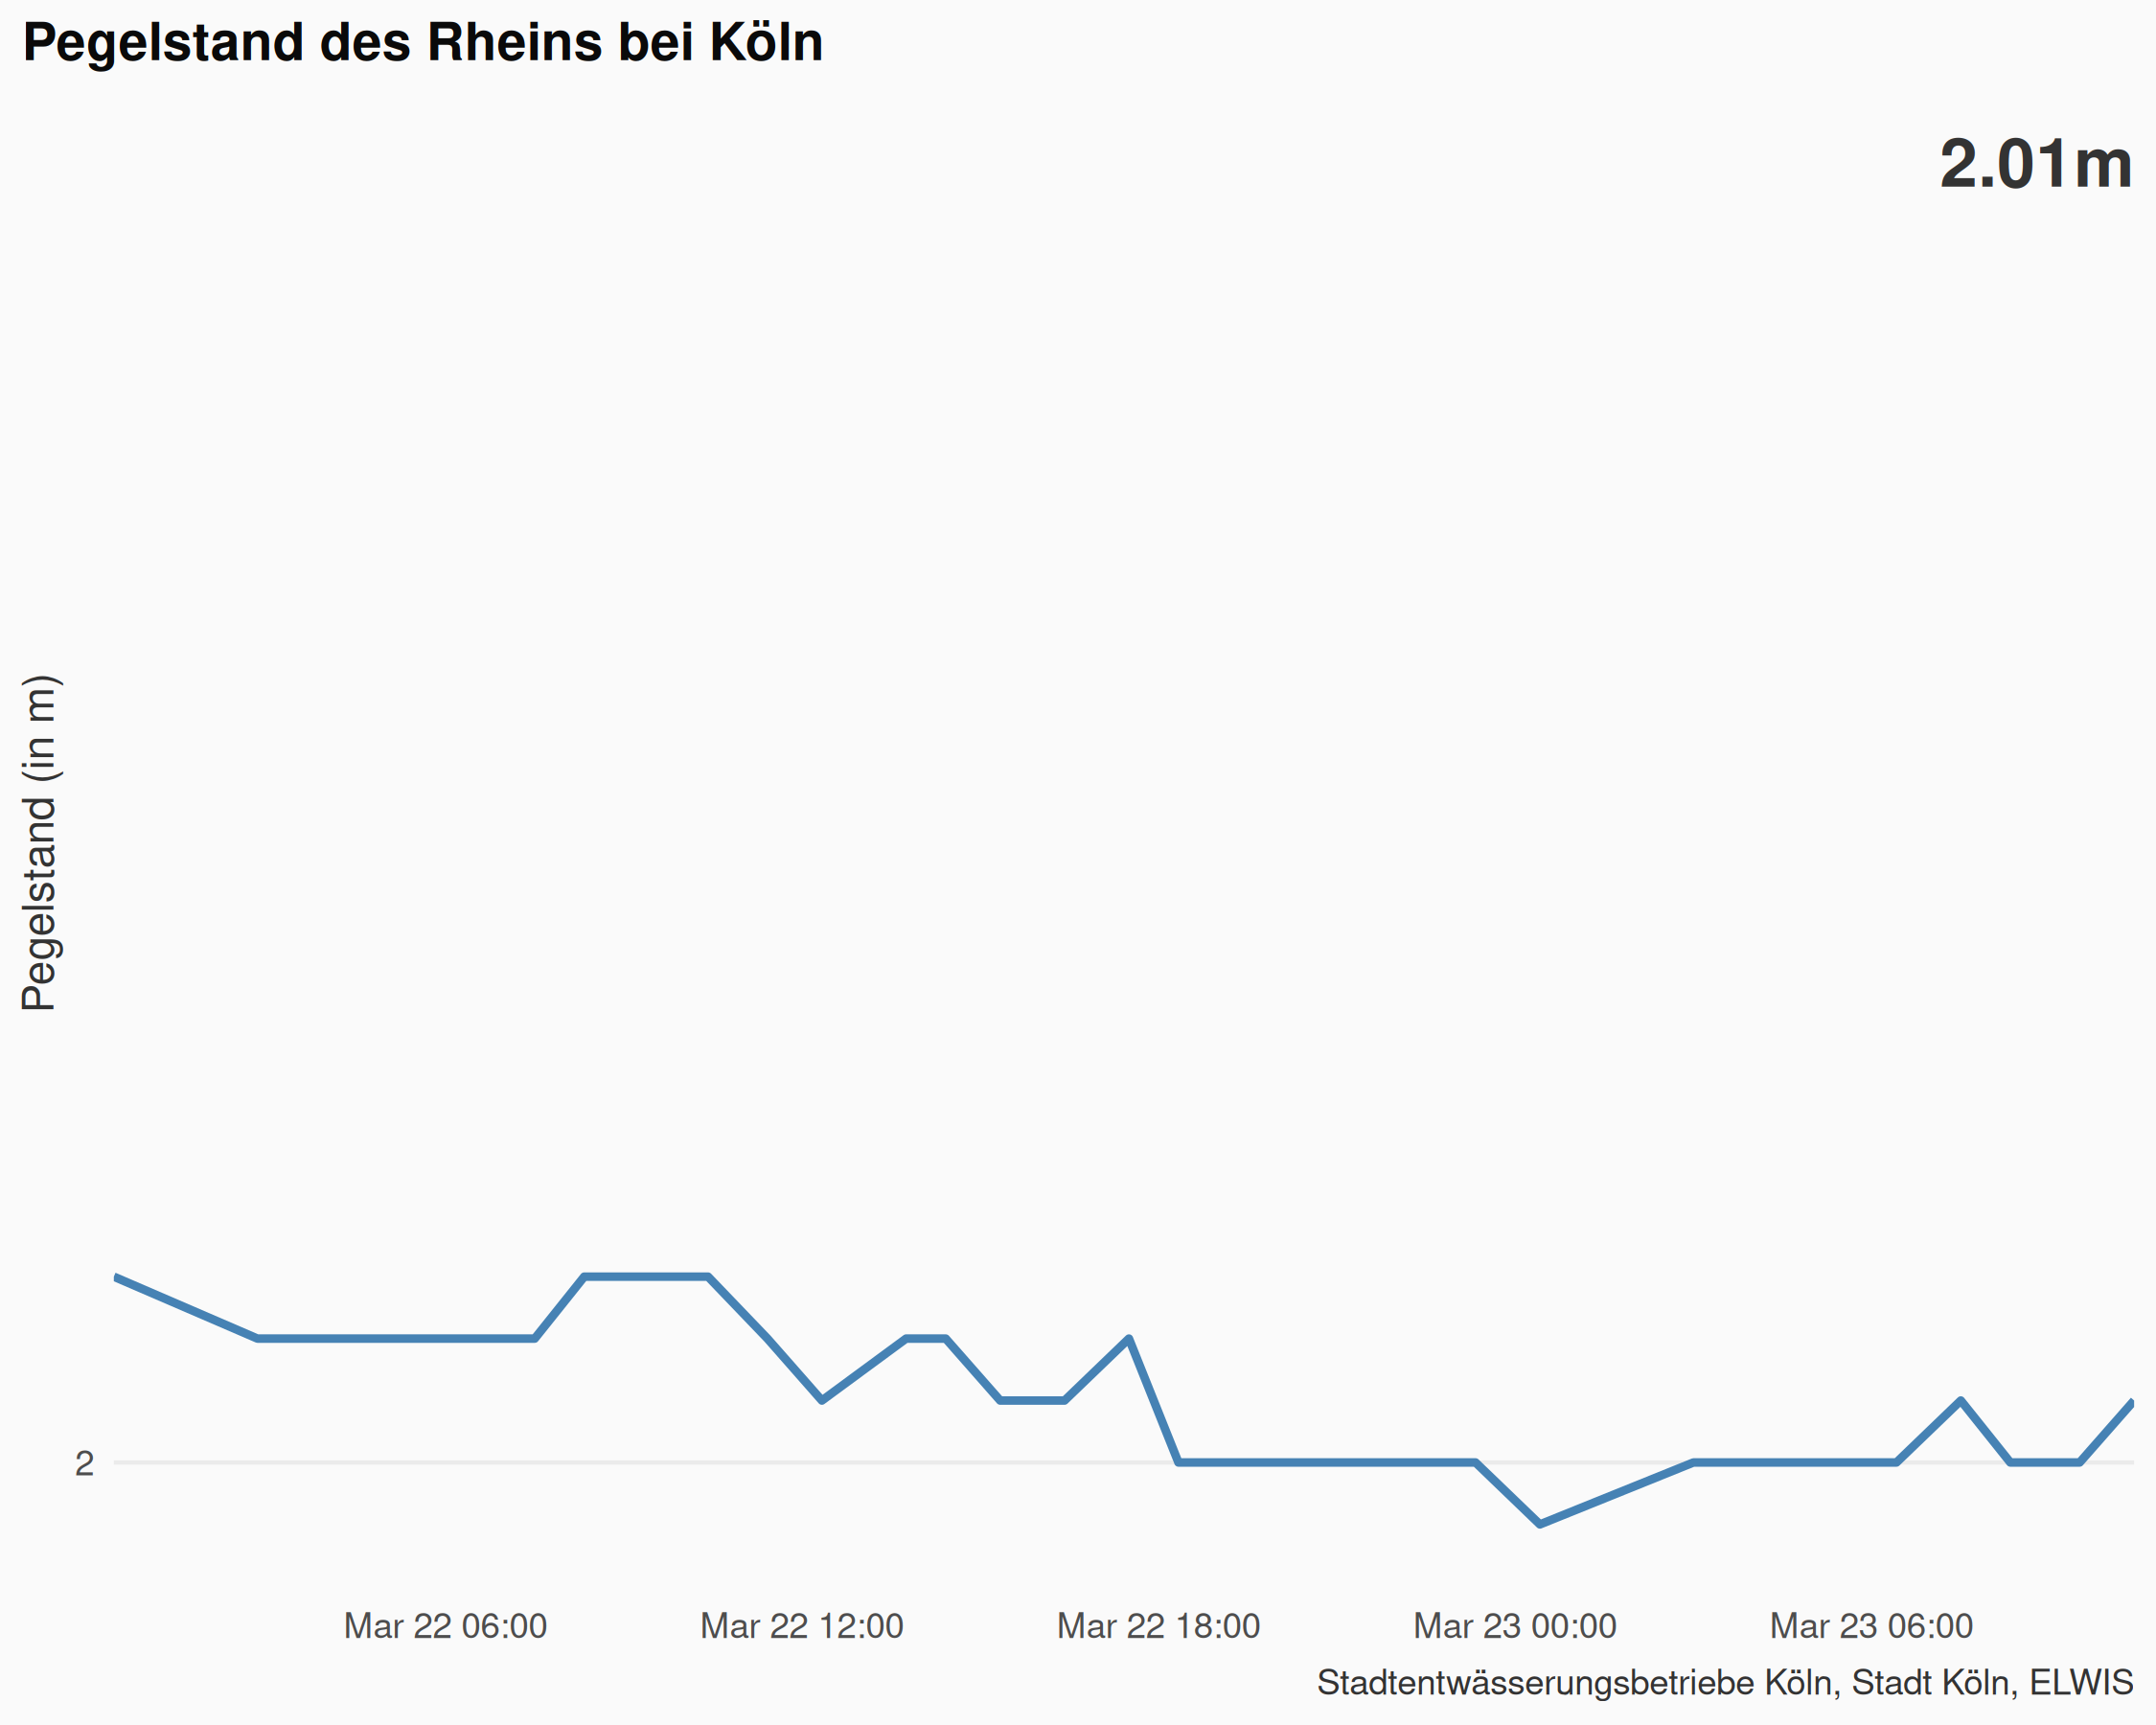 Pegelstand des Rheins bei Köln
2.01m
Pegelstand (in m)
2
Mar 22 06:00 Mar 22 12:00 Mar 22 18:00 Mar 23 00:00 Mar 23 06:00
Stadtentwässerungsbetriebe Köln, Stadt Köln, ELWIS